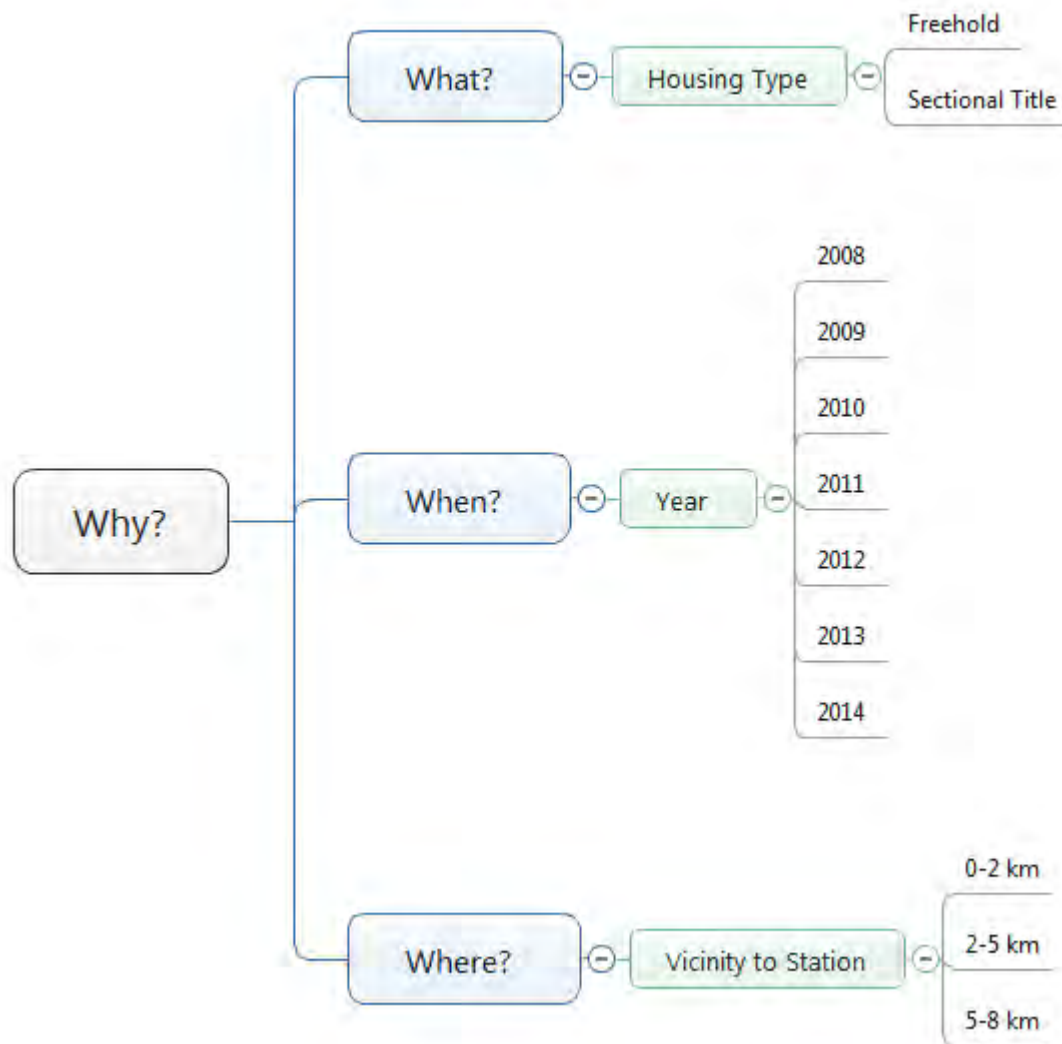 Why?
What?
Housing Type
Freehold
Sectional Title
When?
Year
2008
2009
2010
2011
2012
2013
2014
Where?
Vicinity to Station
0-2 km
2-5 km
5-8 km